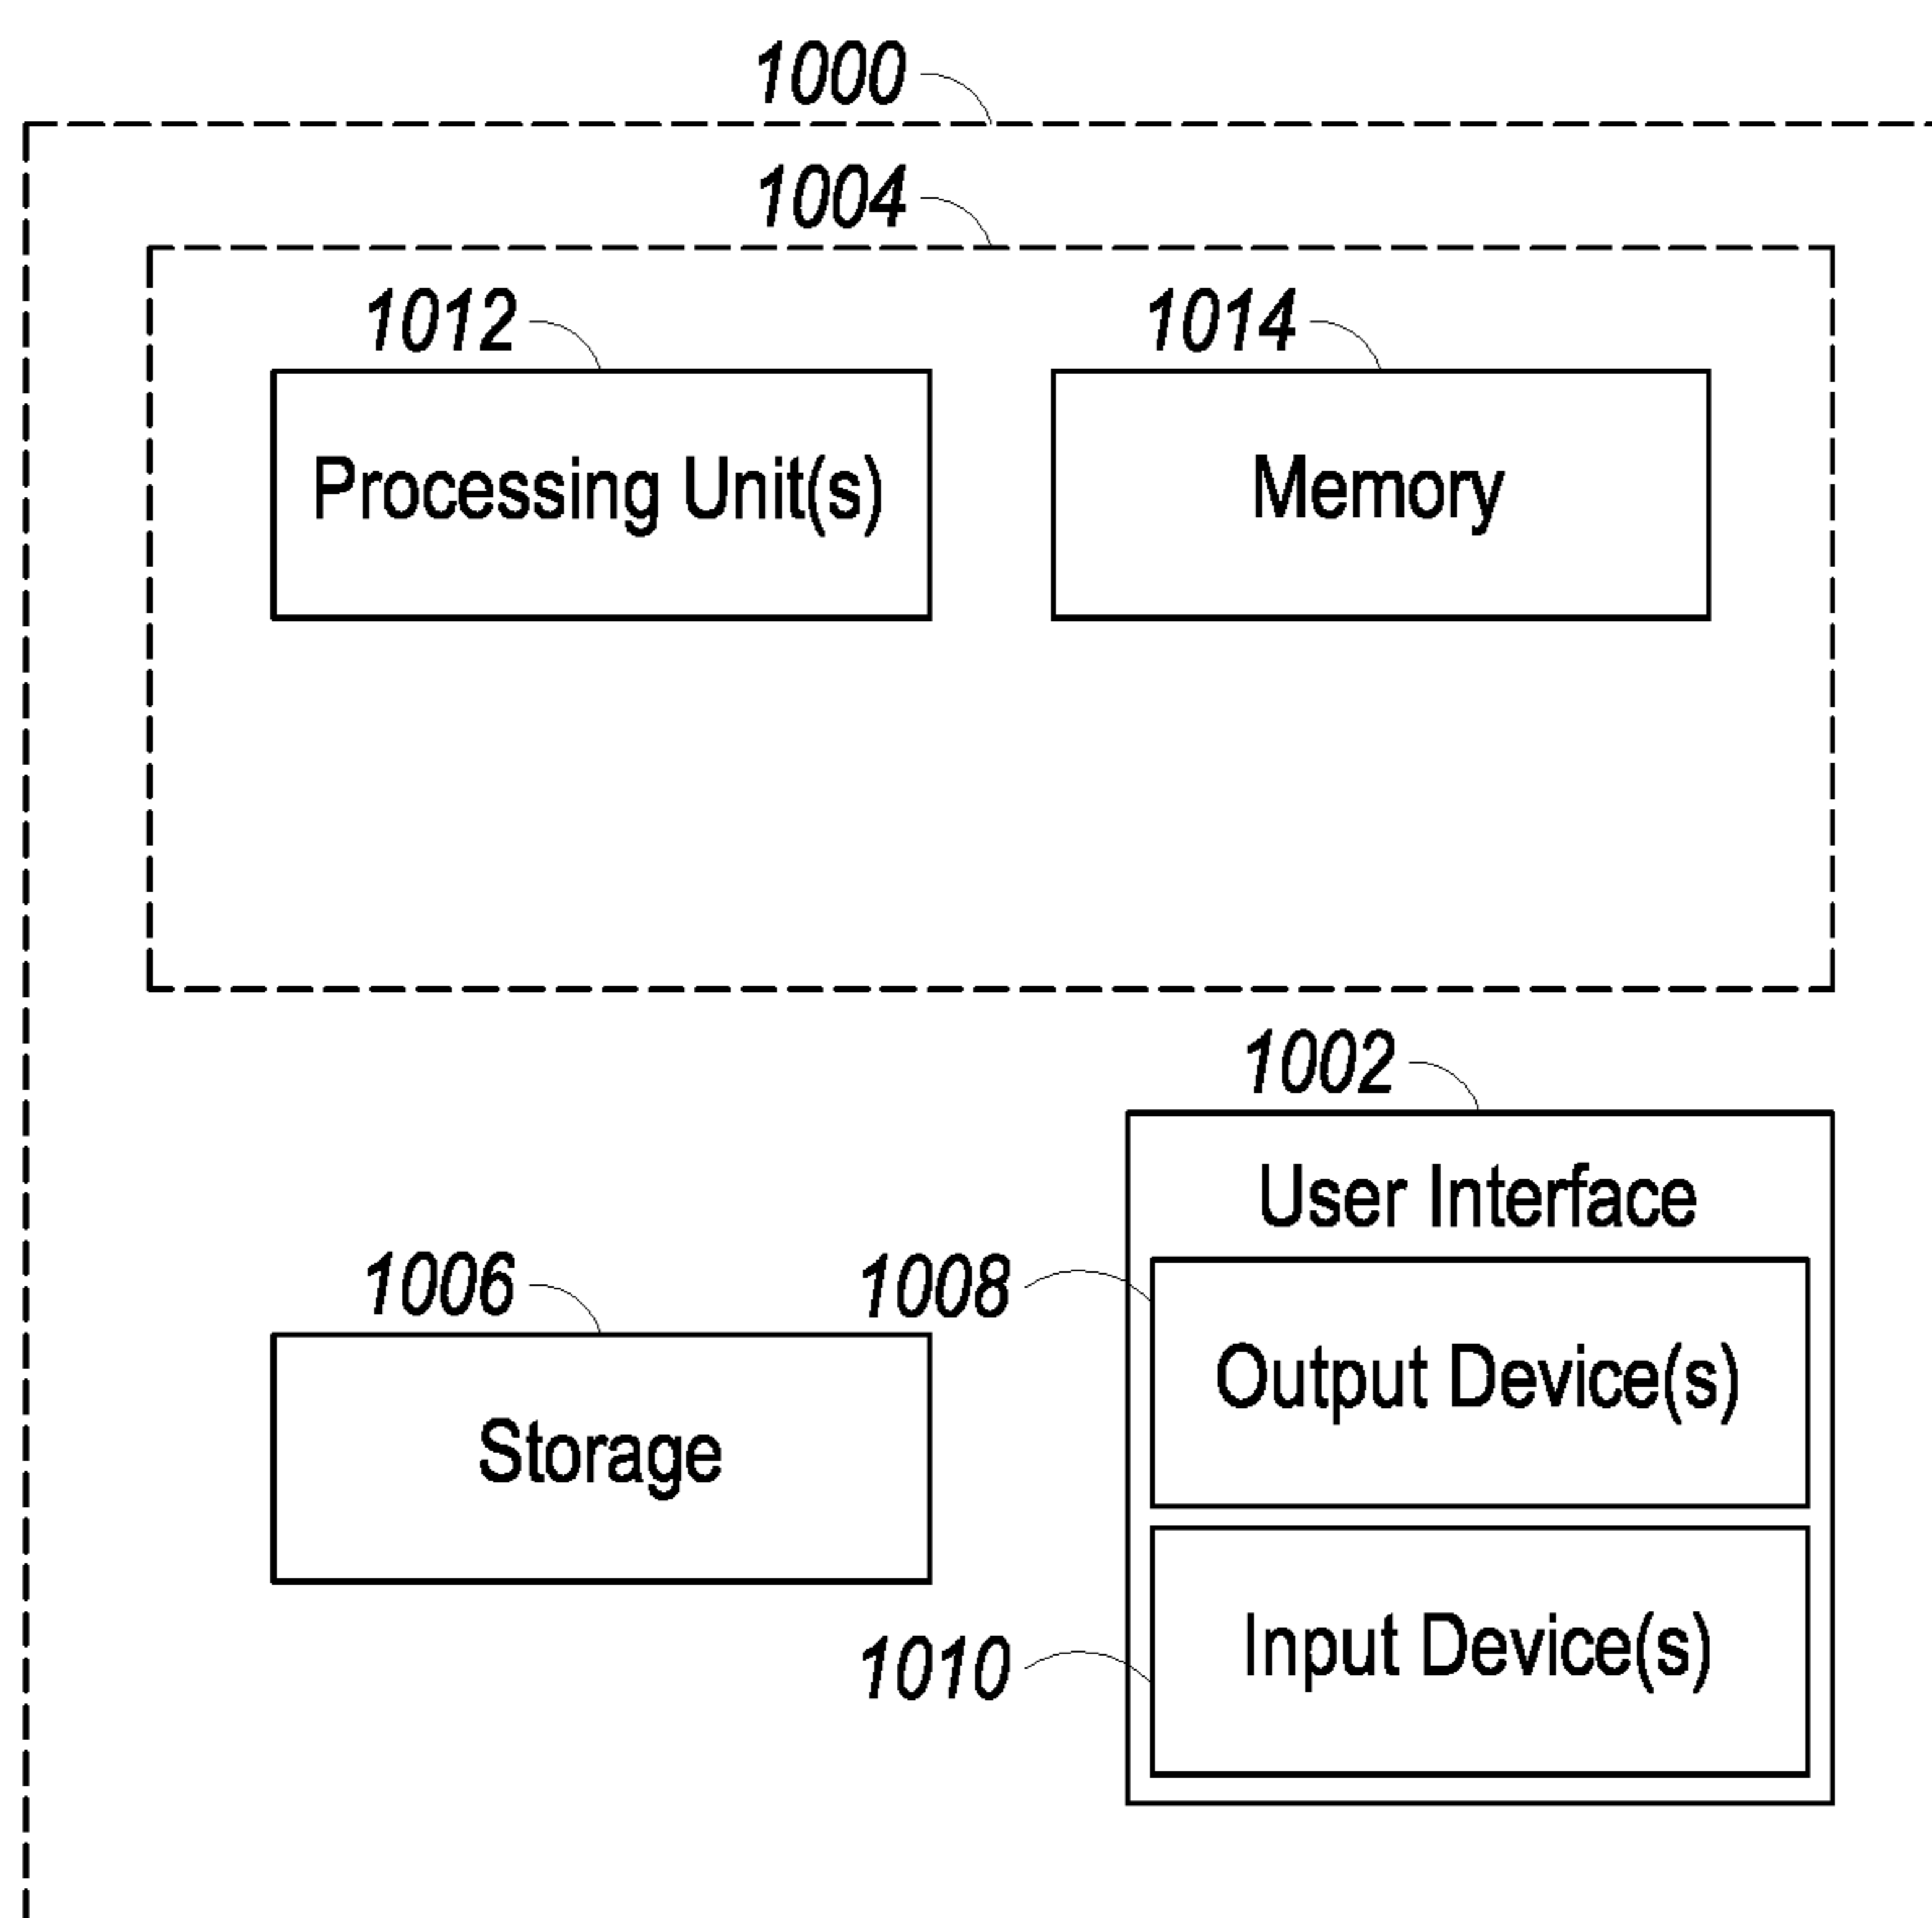 1000
1004
1012
1014
Processing Unit(s)
Memory
1002
User Interface
1006
1008
Output Device(s)
Storage
1010
Input Device(s)